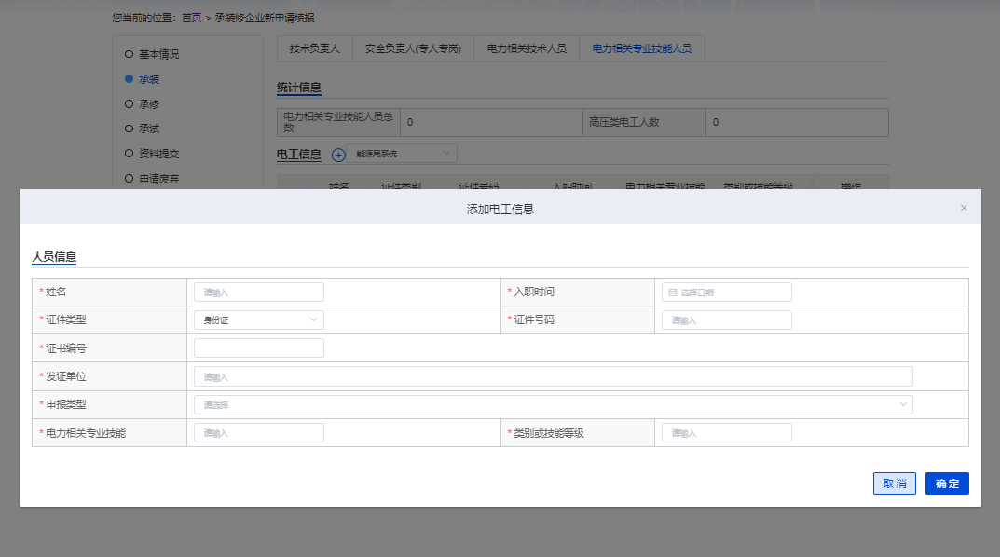 您当前的位置: 首页 > 承装修企业新申请填报
基本情况
承装
承修
承试
资料提交
申请废弃
技术负责人 安全负责人(专人专岗) 电力相关技术人员 电力相关专业技能人员
统计信息
电力相关专业技能人员总数 0 高压类电工人数 0
电工信息 能源局系统
姓名 证件类别 证件号码 入职时间 电力相关专业技能 类别或技能等级 操作
添加电工信息
人员信息
*姓名 请输入 *入职时间 选择日期
*证件类型 身份证 *证件号码 请输入
*证书编号
*发证单位 请输入
*申报类型 请选择
*电力相关专业技能 请输入 *类别或技能等级 请输入
取消 确定